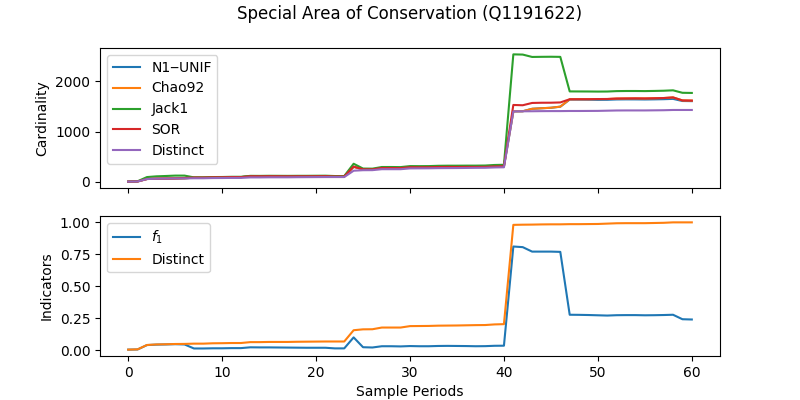 Special Area of Conservation (Q1191622)
Cardinality
2000
1000
0
N1−UNIF
Chao92
Jack1
SOR
Distinct
Indicators
1.00
0.75
0.50
0.25
0.00
f1
Distinct
0 10 20 30 40 50 60
Sample Periods